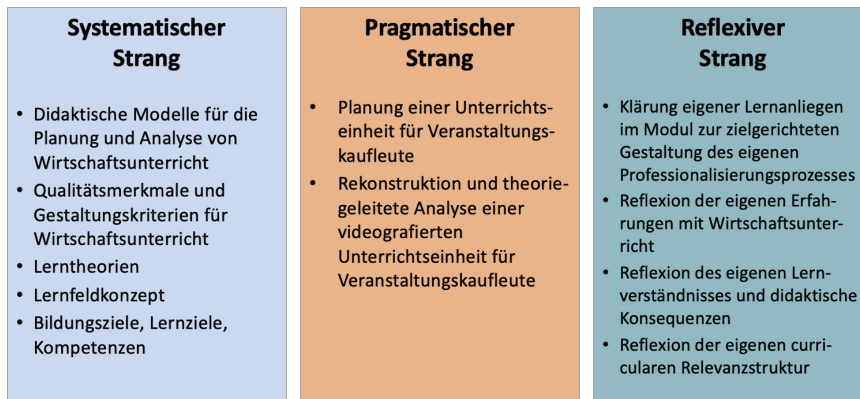 Systematischer
Strang
• Didaktische Modelle für die
Planung und Analyse von
Wirtschaftsunterricht
• Qualitätsmerkmale und
Gestaltungskriterien für
Wirtschaftsunterricht
• Lerntheorien
• Lernfeldkonzept
• Bildungsziele, Lernziele,
Kompetenzen
Pragmatischer
Strang
• Planung einer Unterrichts-
einheit für Veranstaltungs-
kaufleute
• Rekonstruktion und theorie-
geleitete Analyse einer
videografierten
Unterrichtseinheit für
Veranstaltungskaufleute
Reflexiver
Strang
• Klärung eigener Lernanliegen
im Modul zur zielgerichteten
Gestaltung des eigenen
Professionalisierungsprozesses
• Reflexion der eigenen Erfah-
rungen mit Wirtschaftsunter-
richt
• Reflexion des eigenen Lern-
verständnisses und didaktische
Konsequenzen
• Reflexion der eigenen curri-
cularen Relevanzstruktur